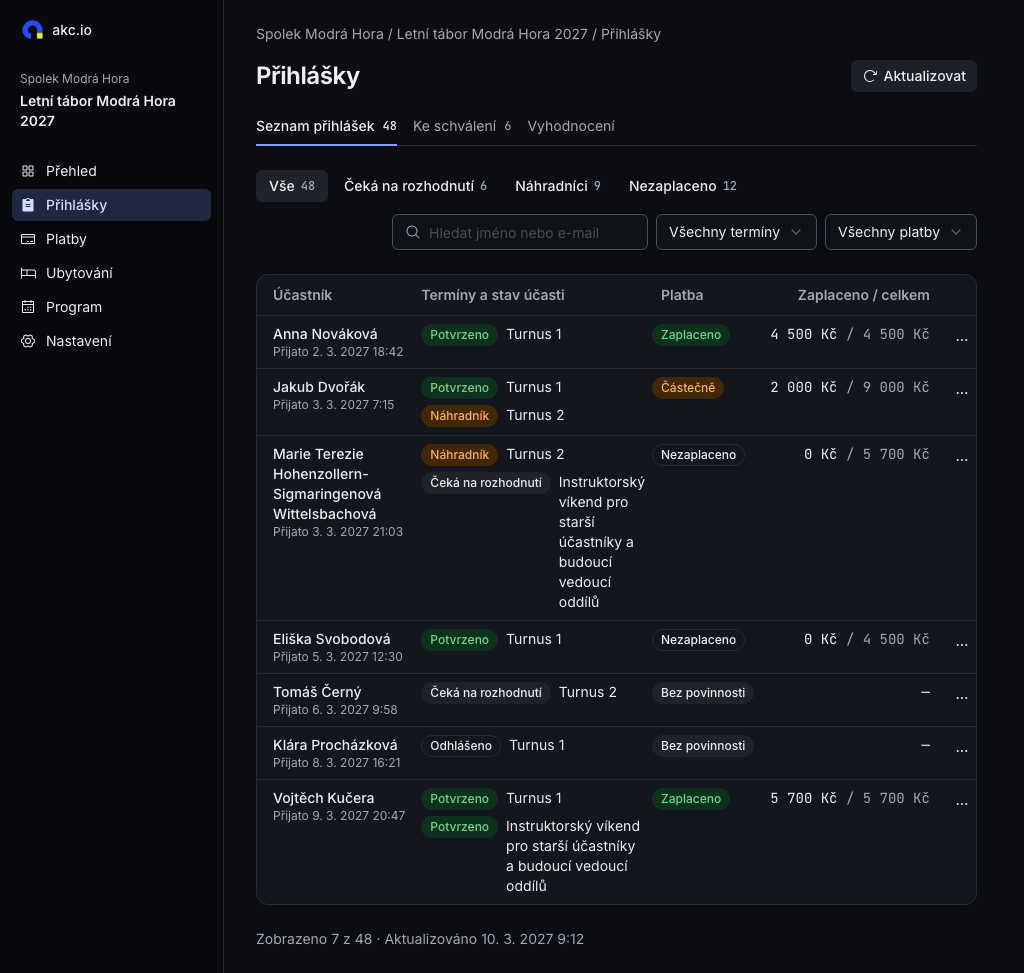 akc.io
Spolek Modrá Hora
Letní tábor Modrá Hora
2027
Přehled
Přihlášky
Platby
Ubytování
Program
Nastavení
Spolek Modrá Hora / Letní tábor Modrá Hora 2027 / Přihlášky
Přihlášky
Aktualizovat
Seznam přihlášek 48 Ke schválení 6 Vyhodnocení
Vše 48 Čeká na rozhodnutí 6 Náhradníci 9 Nezaplaceno 12
Hledat jméno nebo e-mail Všechny termíny Všechny platby
Účastník Termíny a stav účasti Platba Zaplaceno / celkem
Anna Nováková Potvrzeno Turnus 1 Zaplaceno 4 500 Kč / 4 500 Kč ...
Přijato 2. 3. 2027 18:42
Jakub Dvořák Potvrzeno Turnus 1 Částečně 2 000 Kč / 9 000 Kč ...
Přijato 3. 3. 2027 7:15
Náhradník Turnus 2
Marie Terezie Náhradník Turnus 2 Nezaplaceno 0 Kč / 5 700 Kč ...
Hohenzollern-
Sigmaringenová
Wittelsbachová
Přijato 3. 3. 2027 21:03
Čeká na rozhodnutí Instruktorský
víkend pro
starší
účastníky a
budoucí
vedoucí
oddílů
Eliška Svobodová Potvrzeno Turnus 1 Nezaplaceno 0 Kč / 4 500 Kč ...
Přijato 5. 3. 2027 12:30
Tomáš Černý Čeká na rozhodnutí Turnus 2 Bez povinnosti – ...
Přijato 6. 3. 2027 9:58
Klára Procházková Odhlášeno Turnus 1 Bez povinnosti – ...
Přijato 8. 3. 2027 16:21
Vojtěch Kučera Potvrzeno Turnus 1 Zaplaceno 5 700 Kč / 5 700 Kč ...
Přijato 9. 3. 2027 20:47
Potvrzeno Instruktorský víkend
pro starší účastníky
a budoucí vedoucí
oddílů
Zobrazeno 7 z 48 · Aktualizováno 10. 3. 2027 9:12